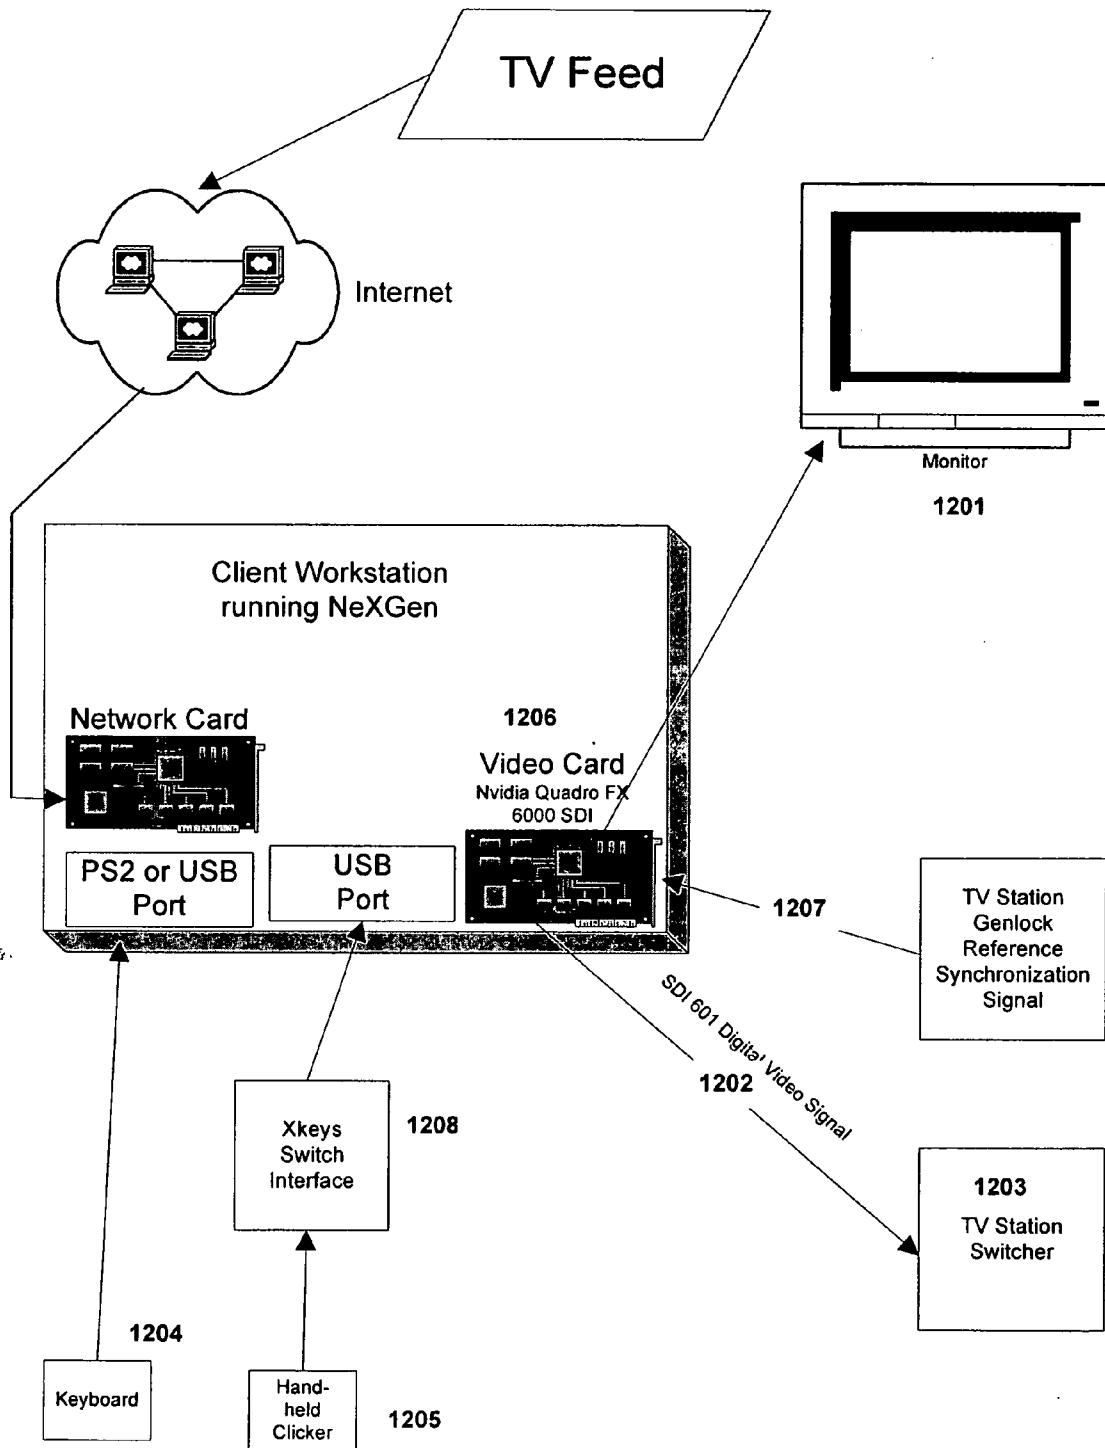 TV Feed
Internet
Monitor
1201
Client Workstation
running NeXGen
Network Card
1206
Video Card
Nvidia Quadro FX
6000 SDI
PS2 or USB
Port
USB
Port
1207
TV Station
Genlock
Reference
Synchronization
Signal
SDI 601 Digital Video Signal
1202
1208
Xkeys
Switch
Interface
1203
TV Station
Switcher
1204
Keyboard
Hand-
held
Clicker
1205